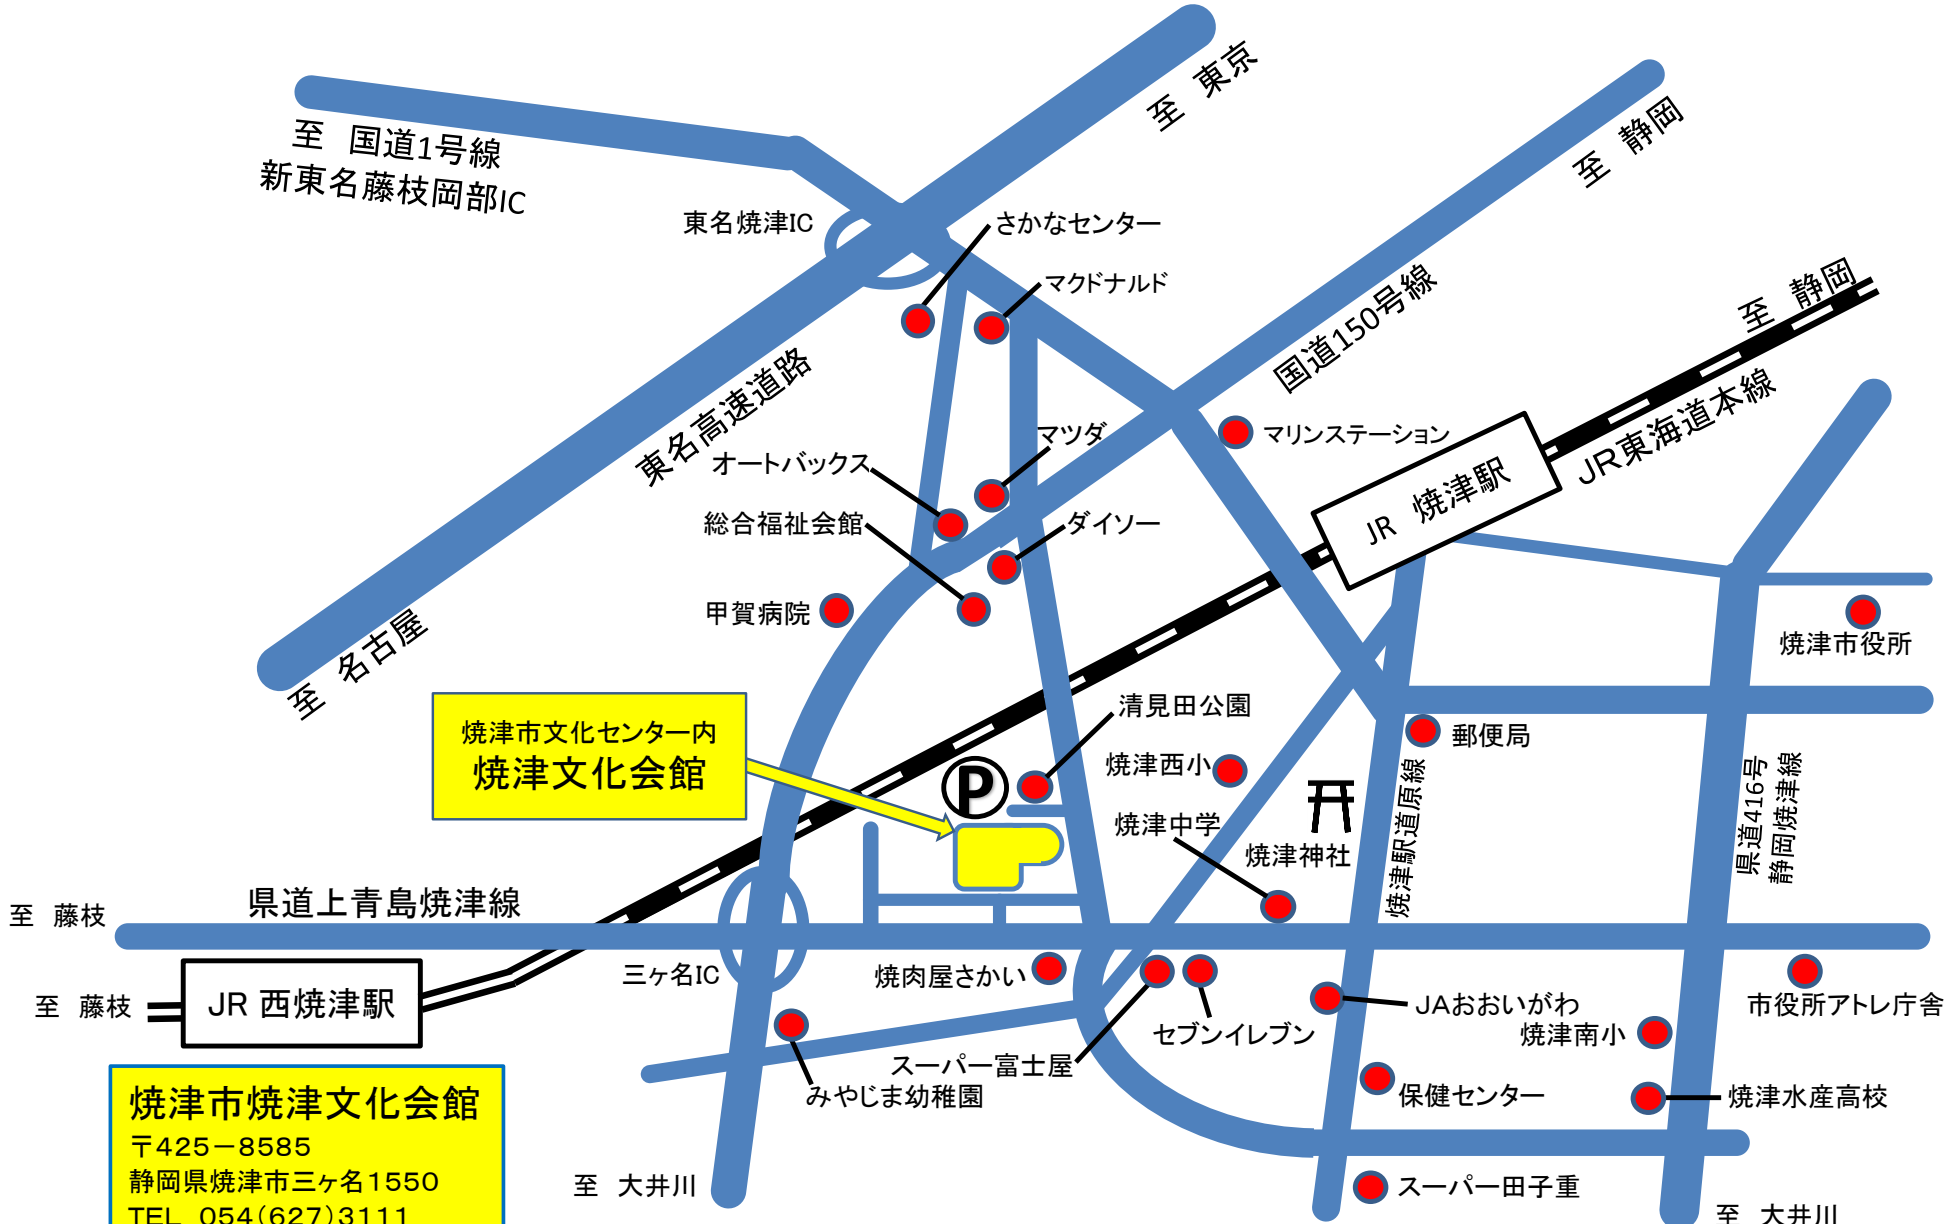 至　東京
至　国道1号線
新東名藤枝岡部IC
至　静岡
東名焼津IC
さかなセンター
マクドナルド
国道150号線
至　静岡
東名高速道路
マツダ
マリンステーション
JR東海道本線
オートバックス
JR　焼津駅
総合福祉会館
ダイソー
甲賀病院
焼津市役所
至　名古屋
清見田公園
焼津市文化センター内
焼津文化会館
P
焼津西小
郵便局
焼津中学
焼津神社
焼津駅道原線
県道416号
静岡焼津線
県道上青島焼津線
至　藤枝
三ヶ名IC
焼肉屋さかい
至　藤枝
JR 西焼津駅
セブンイレブン
JAおおいがわ
焼津南小
市役所アトレ庁舎
スーパー富士屋
みやじま幼稚園
保健センター
焼津水産高校
焼津市焼津文化会館
〒425－8585
静岡県焼津市三ヶ名1550
TEL 054(627)3111
至　大井川
スーパー田子重
至　大井川